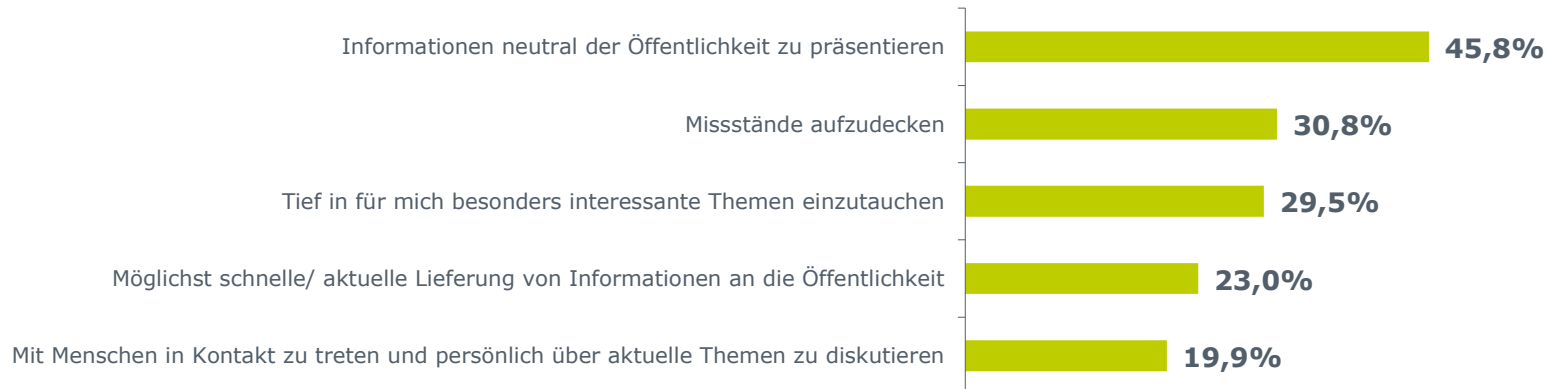 Informationen neutral der Öffentlichkeit zu präsentieren 45,8%
Missstände aufzudecken 30,8%
Tief in für mich besonders interessante Themen einzutauchen 29,5%
Möglichst schnelle/ aktuelle Lieferung von Informationen an die Öffentlichkeit 23,0%
Mit Menschen in Kontakt zu treten und persönlich über aktuelle Themen zu diskutieren 19,9%